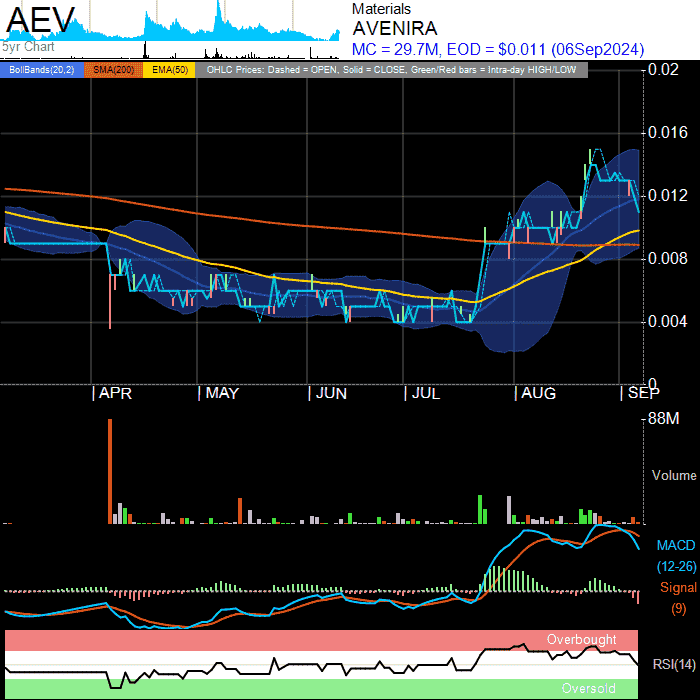 AEV
5yr Chart
Materials
AVENIRA
MC = 29.7M, EOD = $0.011 (06Sep2024)
BollBands(20,2) SMA(200) EMA(50) OHLC Prices: Dashed = OPEN, Solid = CLOSE, Green/Red bars = Intra-day HIGH/LOW
0.02
0.016
0.012
0.008
0.004
0
| APR | MAY | JUN | JUL | AUG | SEP
88M
Volume
MACD
(12-26)
Signal
(9)
Overbought
RSI(14)
Oversold